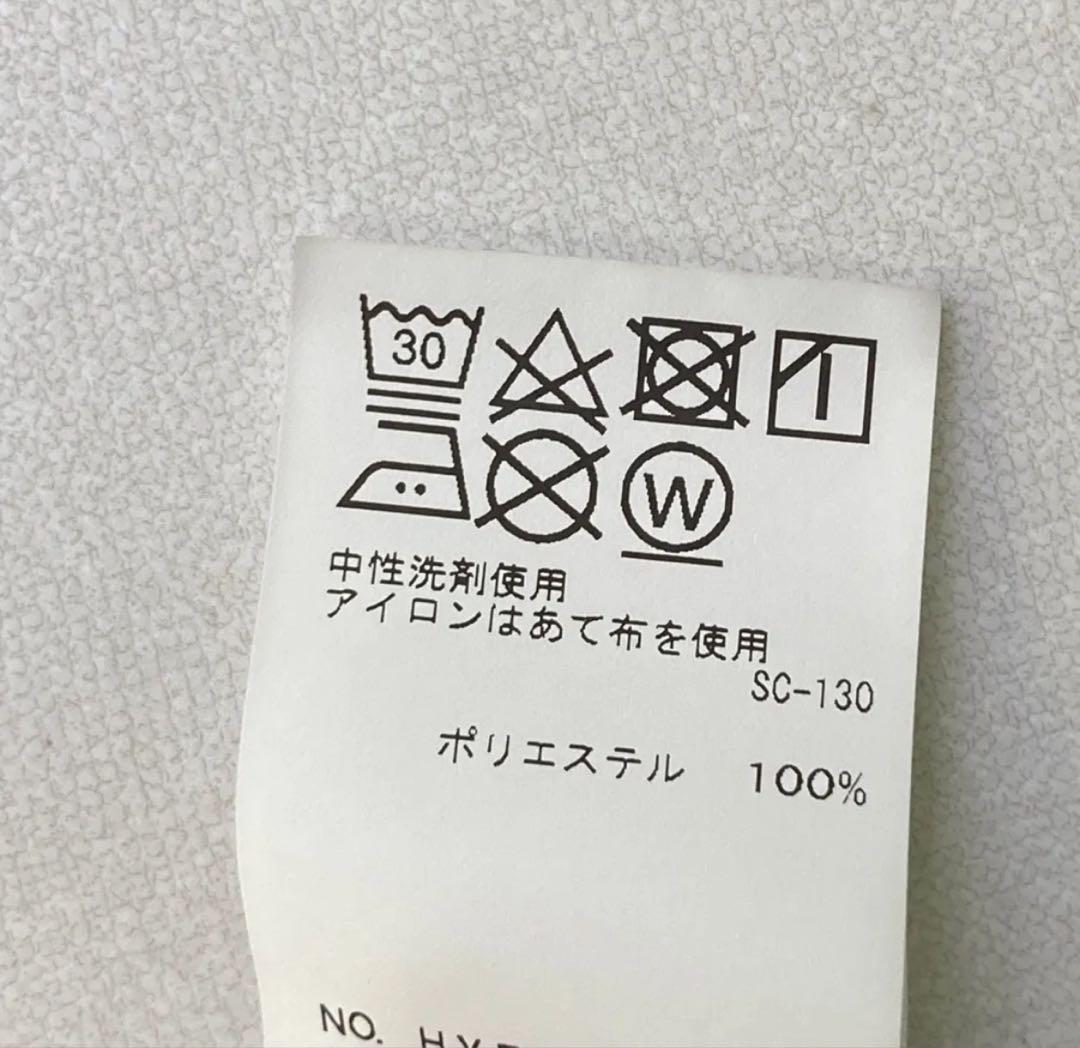 30
W
中性洗剤使用
アイロンはあて布を使用
SC-130
ポリエステル 100%
NO.